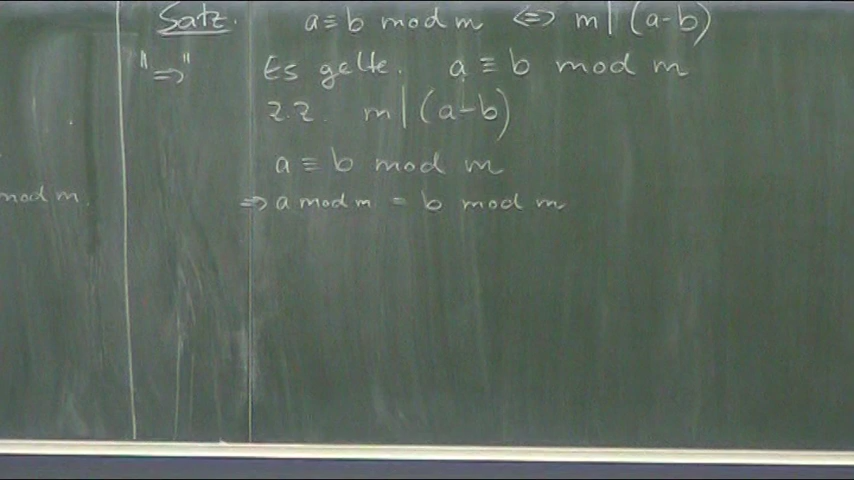 Satz. a ≡ b mod m ⇔ m | (a-b)
"⇒" Es gelte. a ≡ b mod m
z.z. m | (a-b)
a ≡ b mod m
mod m.
⇒ a mod m = b mod m